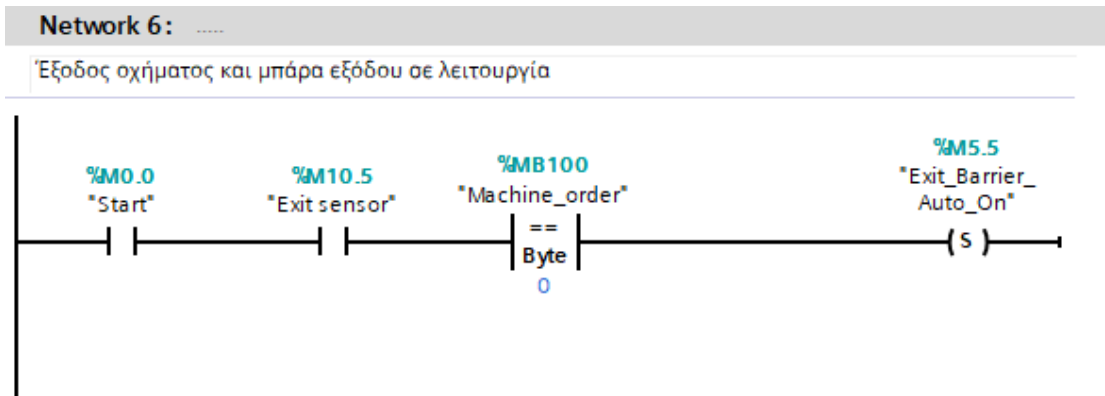 Network 6: .....
Έξοδος οχήματος και μπάρα εξόδου σε λειτουργία
%M0.0
"Start"
%M10.5
"Exit sensor"
%MB100
"Machine_order"
==
Byte
0
%M5.5
"Exit_Barrier_
Auto_On"
S